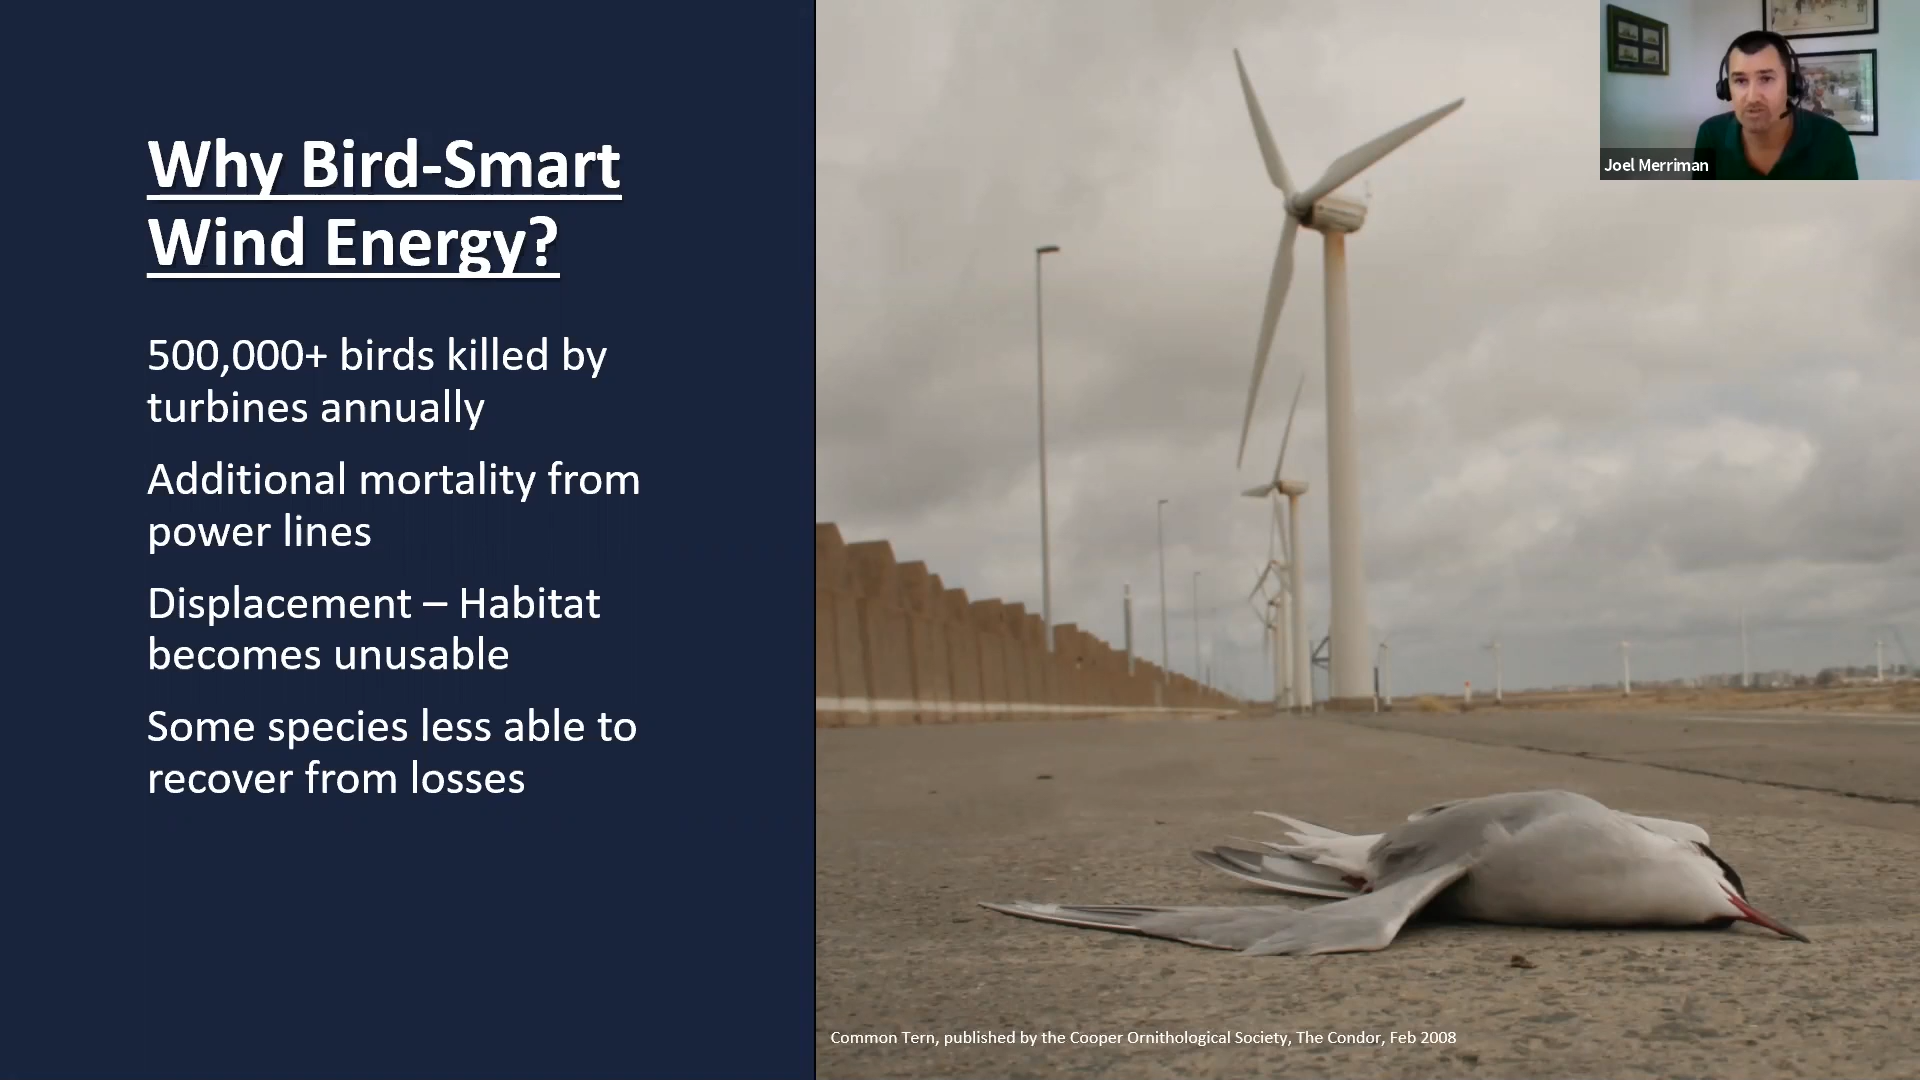 Why Bird-Smart
Wind Energy?
500,000+ birds killed by
turbines annually
Additional mortality from
power lines
Displacement – Habitat
becomes unusable
Some species less able to
recover from losses
Joel Merriman
Common Tern, published by the Cooper Ornithological Society, The Condor, Feb 2008